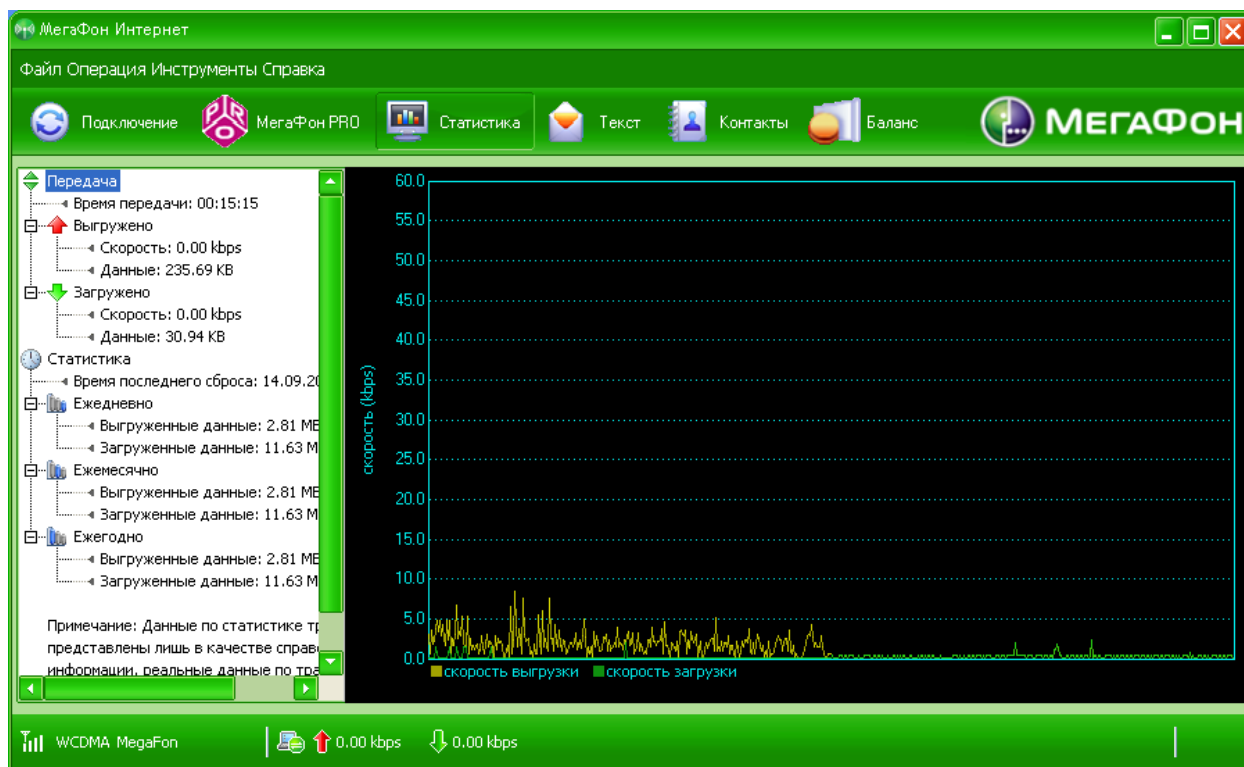 МегаФон Интернет
Файл Операция Инструменты Справка
Подключение МегаФон PRO Статистика Текст Контакты Баланс МЕГАФОН
Передача
Время передачи: 00:15:15
Выгружено
Скорость: 0.00 kbps
Данные: 235.69 KB
Загружено
Скорость: 0.00 kbps
Данные: 30.94 KB
Статистика
Время последнего сброса: 14.09.20
Ежедневно
Выгруженные данные: 2.81 MB
Загруженные данные: 11.63 M
Ежемесячно
Выгруженные данные: 2.81 MB
Загруженные данные: 11.63 M
Ежегодно
Выгруженные данные: 2.81 MB
Загруженные данные: 11.63 M
Примечание: Данные по статистике
представлены лишь в качестве
информации, реальные данные по
60.0
55.0
50.0
45.0
40.0
35.0
30.0
25.0
20.0
15.0
10.0
5.0
0.0
скорость (kbps)
скорость выгрузки скорость загрузки
WCDMA MegaFon 0.00 kbps 0.00 kbps